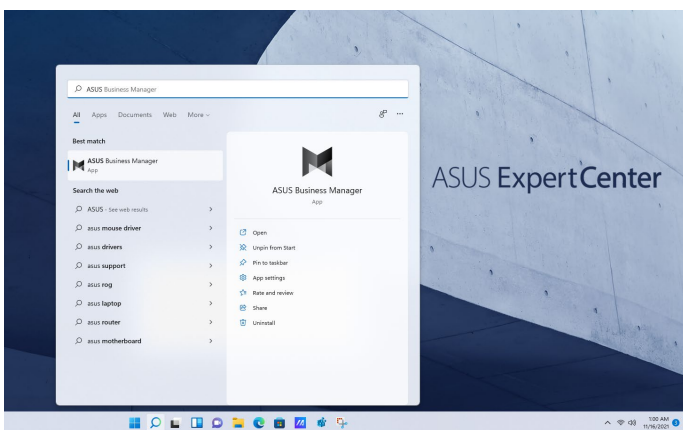 ASUS Business Manager
All Apps Documents Web More
Best match
ASUS Business Manager
App
Search the web
ASUS - See web results
asus mouse driver
asus drivers
asus support
asus rog
asus laptop
asus router
asus motherboard
ASUS Business Manager
App
Open
Unpin from Start
Pin to taskbar
App settings
Rate and review
Share
Uninstall
ASUS ExpertCenter
1:00 AM
11/16/2021